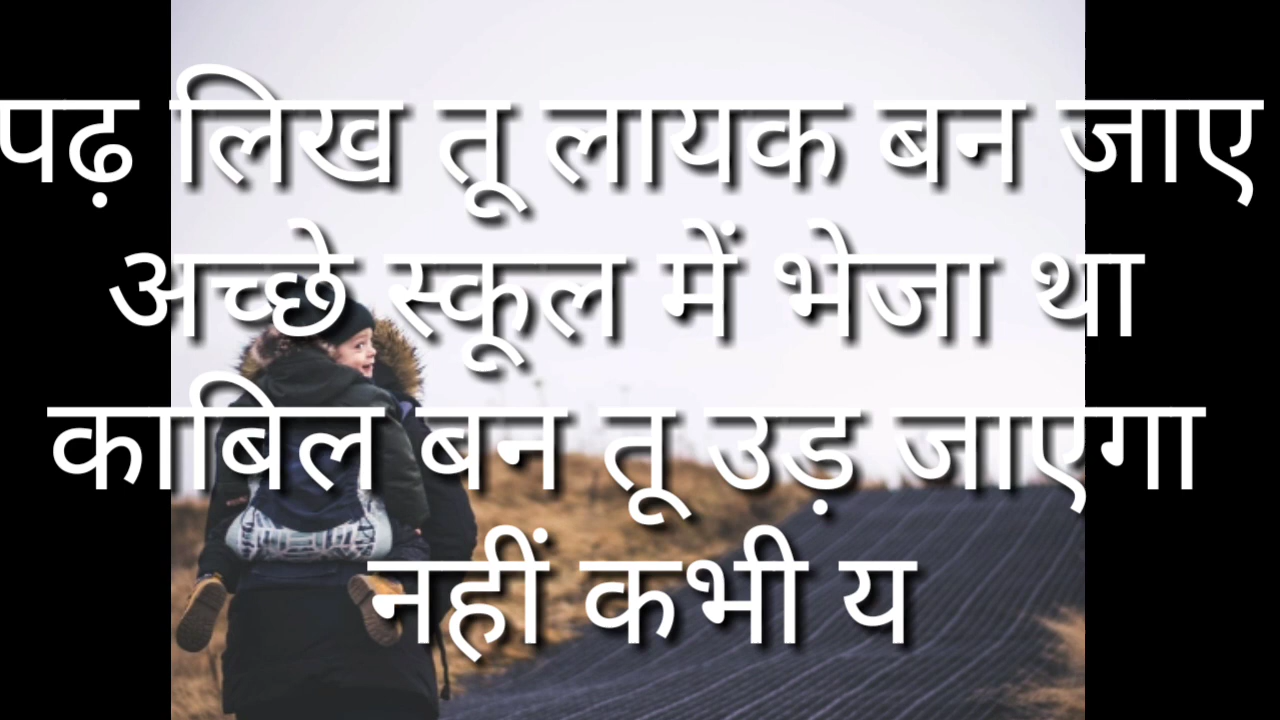 पढ़ लिख तू लायक बन जाए
अच्छे स्कूल में भेजा था
काबिल बन तू उड़ जाएगा
नहीं कभी य